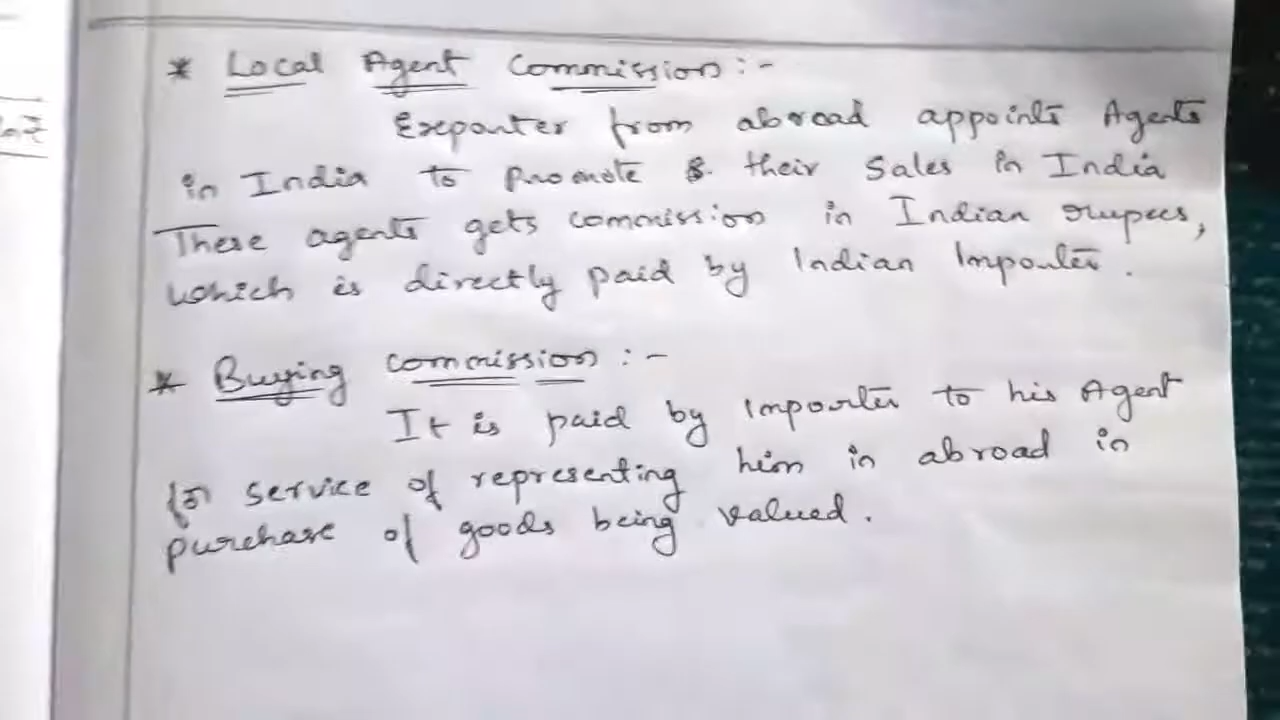 * Local Agent Commission :-
Exporter from abroad appoints Agents
in India to promote & their Sales in India
These agents gets commission in Indian rupees,
which is directly paid by Indian Importer.
* Buying commission :-
It is paid by Importer to his Agent
for service of representing him in abroad in
purchase of goods being valued.